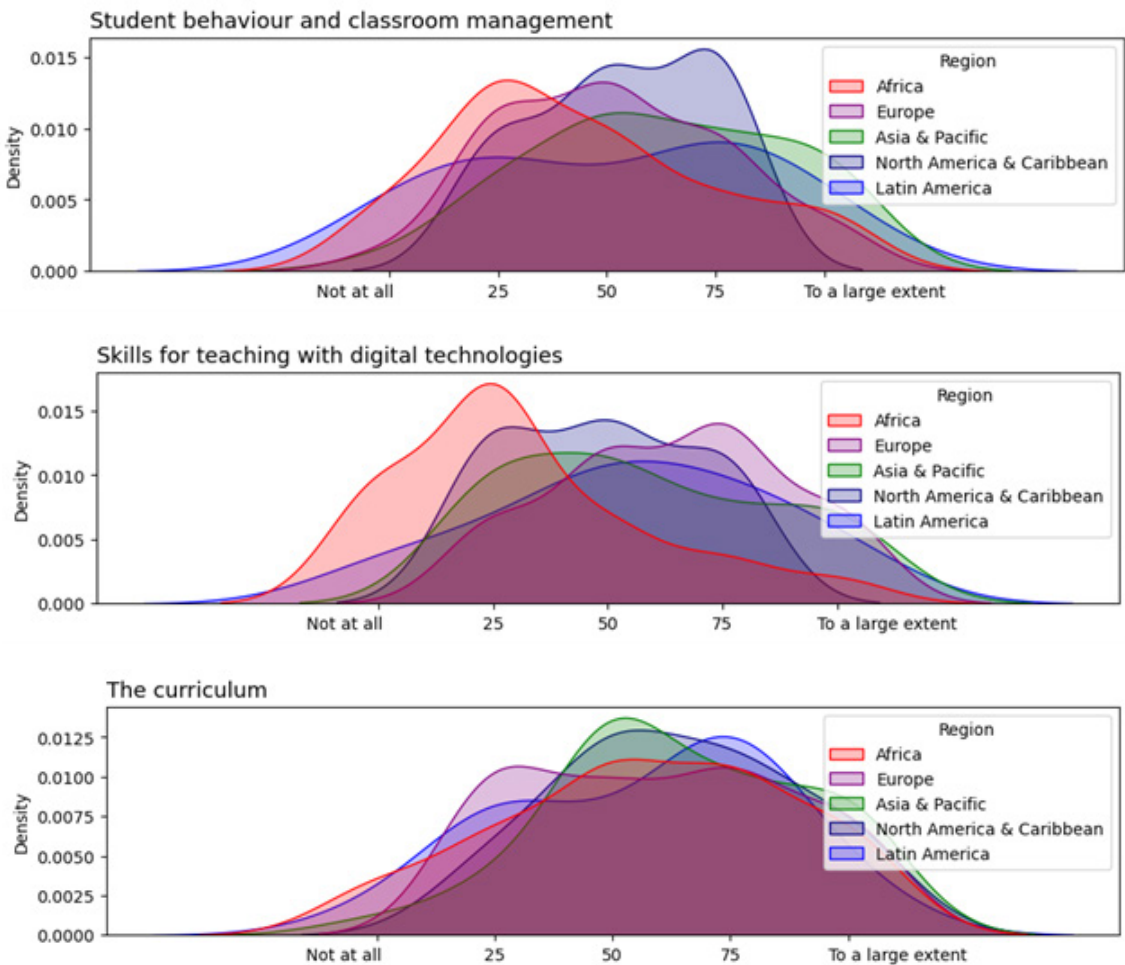 Student behaviour and classroom management
0.015
0.010
0.005
0.000
Density
Region
Africa
Europe
Asia & Pacific
North America & Caribbean
Latin America
Not at all 25 50 75 To a large extent
Skills for teaching with digital technologies
0.015
0.010
0.005
0.000
Density
Region
Africa
Europe
Asia & Pacific
North America & Caribbean
Latin America
Not at all 25 50 75 To a large extent
The curriculum
0.0125
0.0100
0.0075
0.0050
0.0025
0.0000
Density
Region
Africa
Europe
Asia & Pacific
North America & Caribbean
Latin America
Not at all 25 50 75 To a large extent